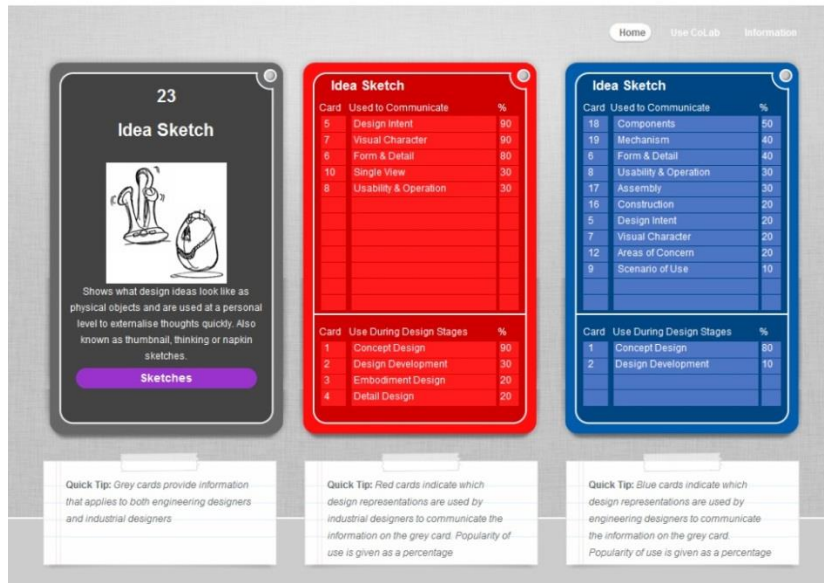 Home Use CoLab Information
23
Idea Sketch
Shows what design ideas look like as
physical objects and are used at a personal
level to externalise thoughts quickly. Also
known as thumbnail, thinking or napkin
sketches.
Sketches
Idea Sketch
Card Used to Communicate %
5 Design Intent 90
7 Visual Character 90
6 Form & Detail 80
10 Single View 30
8 Usability & Operation 30
Card Use During Design Stages %
1 Concept Design 90
2 Design Development 30
3 Embodiment Design 20
4 Detail Design 20
Idea Sketch
Card Used to Communicate %
18 Components 50
19 Mechanism 40
6 Form & Detail 40
8 Usability & Operation 30
17 Assembly 30
16 Construction 20
5 Design Intent 20
7 Visual Character 20
12 Areas of Concern 20
9 Scenario of Use 10
Card Use During Design Stages %
1 Concept Design 80
2 Design Development 10
Quick Tip: Grey cards provide information
that applies to both engineering designers
and industrial designers
Quick Tip: Red cards indicate which
design representations are used by
industrial designers to communicate the
information on the grey card. Popularity of
use is given as a percentage
Quick Tip: Blue cards indicate which
design representations are used by
engineering designers to communicate
the information on the grey card.
Popularity of use is given as a percentage